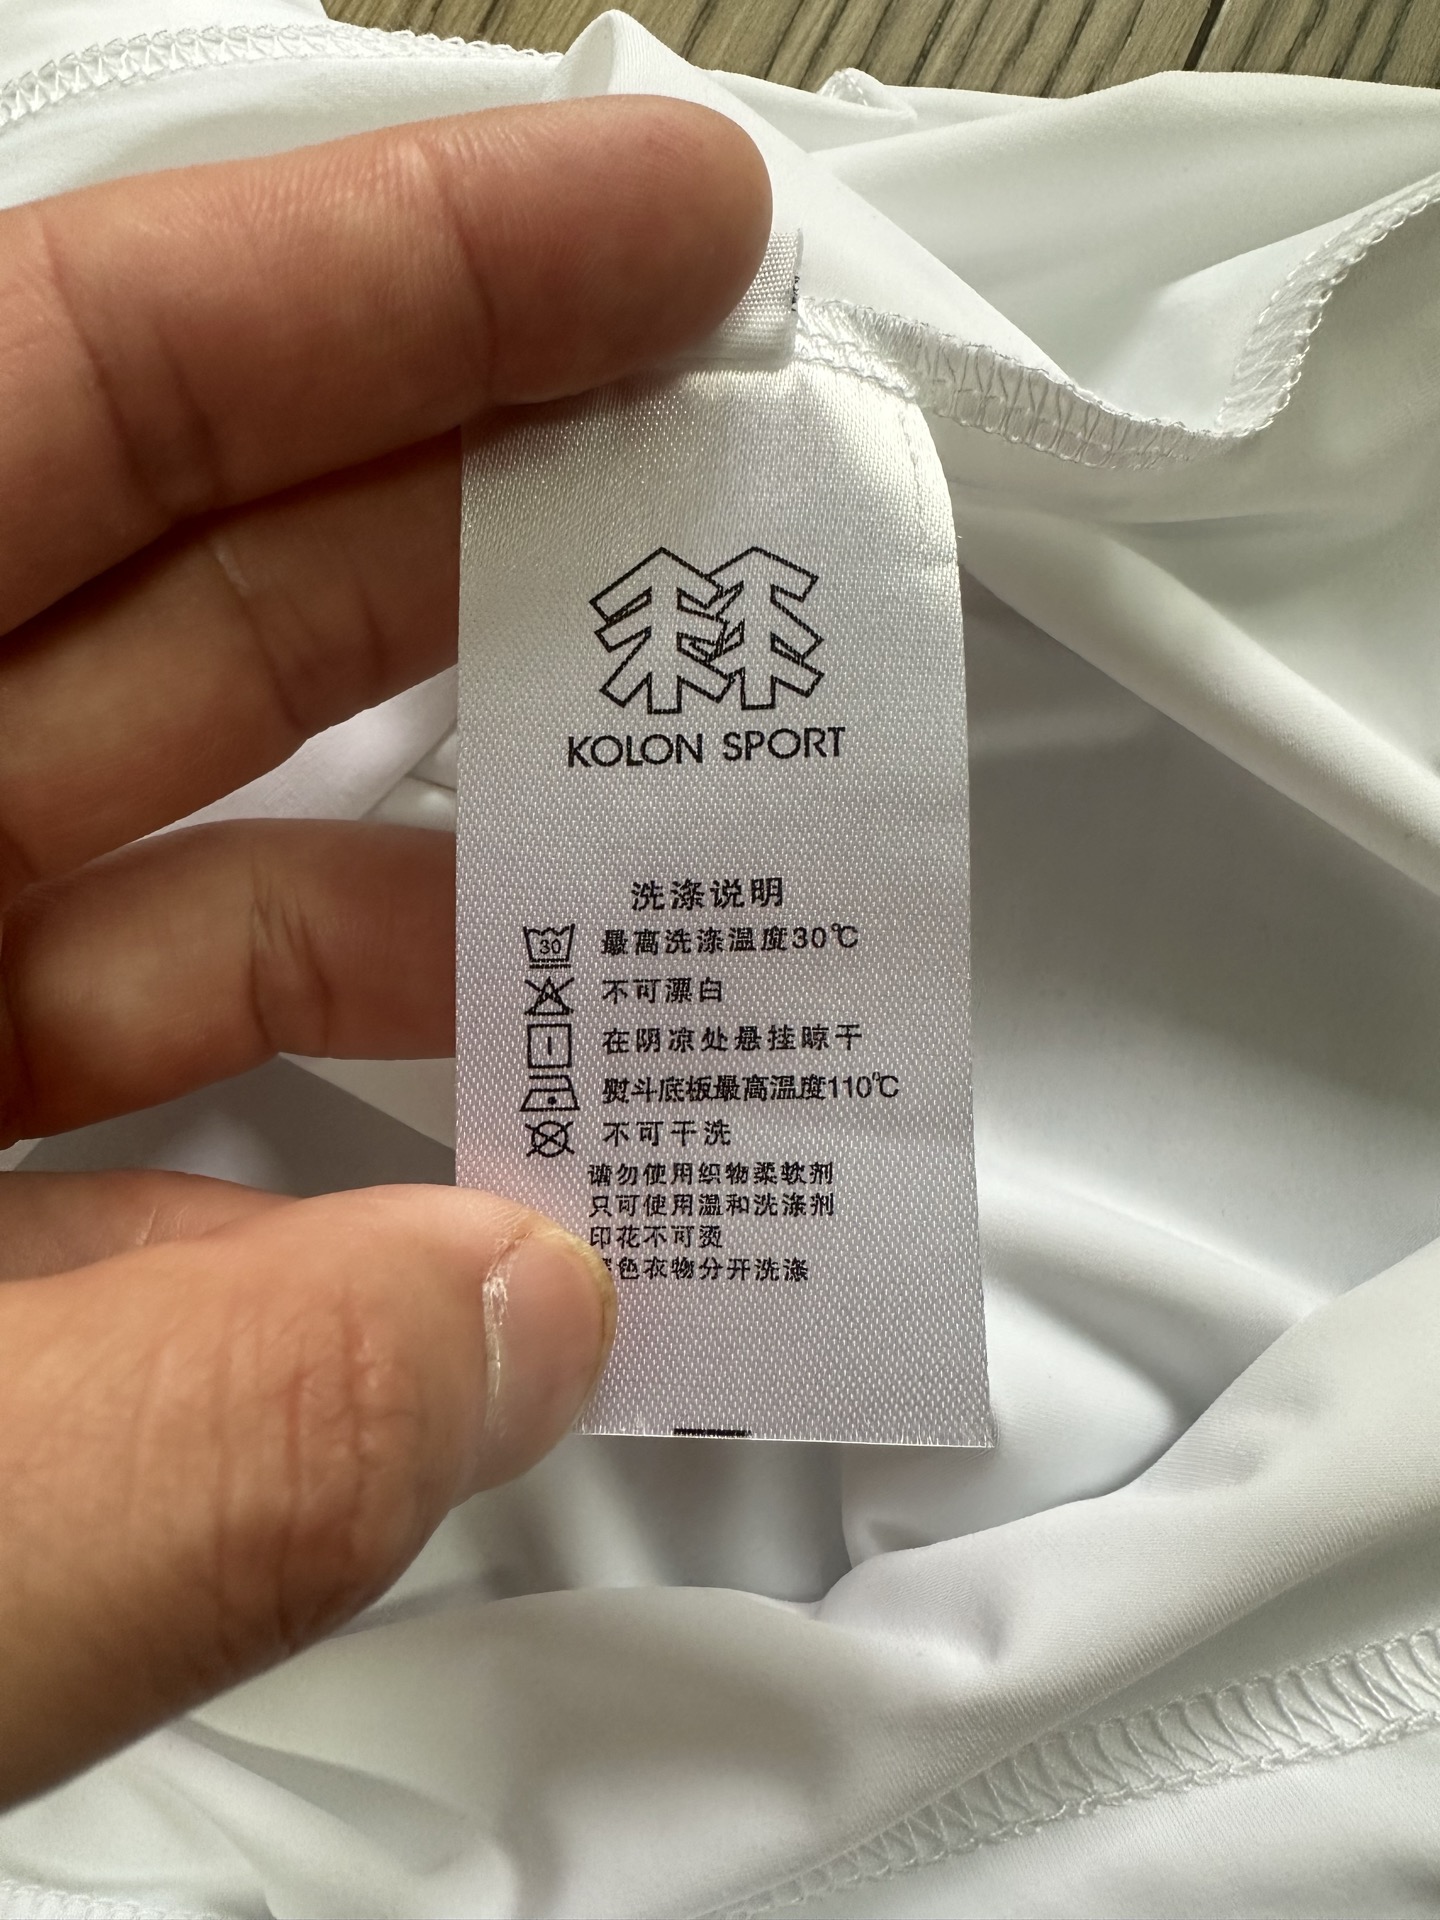 KOLON SPORT
洗涤说明
30 最高洗涤温度30℃
不可漂白
在阴凉处悬挂晾干
熨斗底板最高温度110℃
不可干洗
请勿使用织物柔软剂
只可使用温和洗涤剂
印花不可烫
色衣物分开洗涤